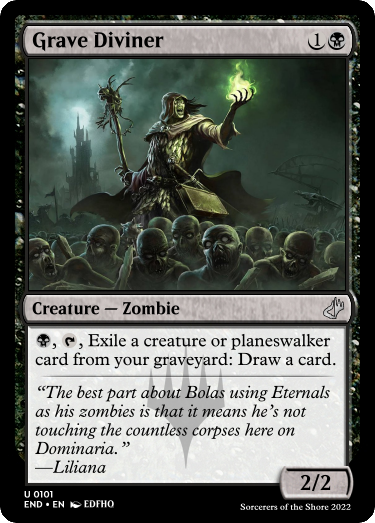 Grave Diviner 1
Creature — Zombie
, , Exile a creature or planeswalker
card from your graveyard: Draw a card.
“The best part about Bolas using Eternals
as his zombies is that it means he’s not
touching the countless corpses here on
Dominaria.”
—Liliana
2/2
U 0101
END • EN EDFHO
Sorcerers of the Shore 2022